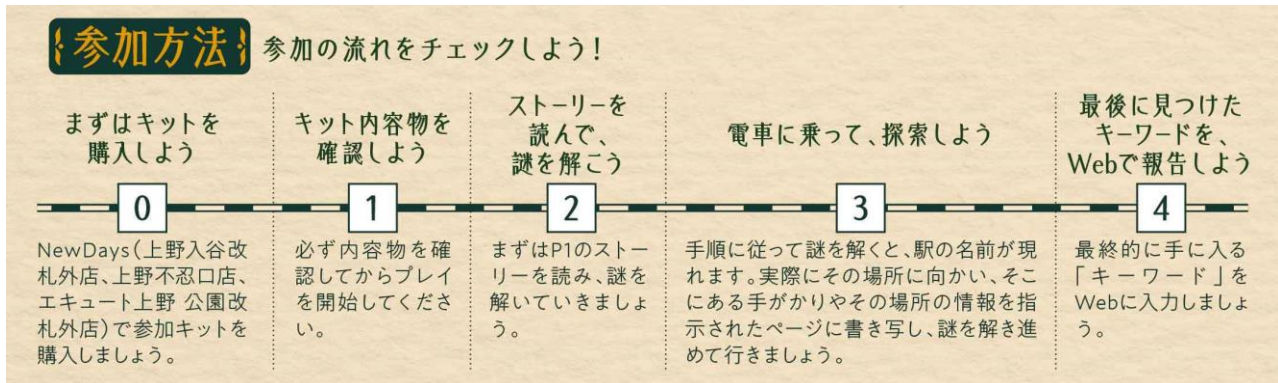 参加方法 参加の流れをチェックしよう!
まずはキットを
購入しよう
0
NewDays(上野入谷改
札外店、上野不忍口店、
エキュート上野 公園改
札外店)で参加キットを
購入しましょう。
キット内容物を
確認しよう
1
必ず内容物を確
認してからプレイ
を開始してくださ
い。
ストーリーを
読んで、
謎を解こう
2
まずはP1のストー
リーを読み、謎を
解いていきましょ
う。
電車に乗って、探索しよう
3
手順に従って謎を解くと、駅の名前が現
れます。実際にその場所に向かい、そこ
にある手がかりやその場所の情報を指
示されたページに書き写し、謎を解き進
めて行きましょう。
最後に見つけた
キーワードを、
Webで報告しよう
4
最終的に手に入る
「キーワード」を
Webに入力しましょ
う。